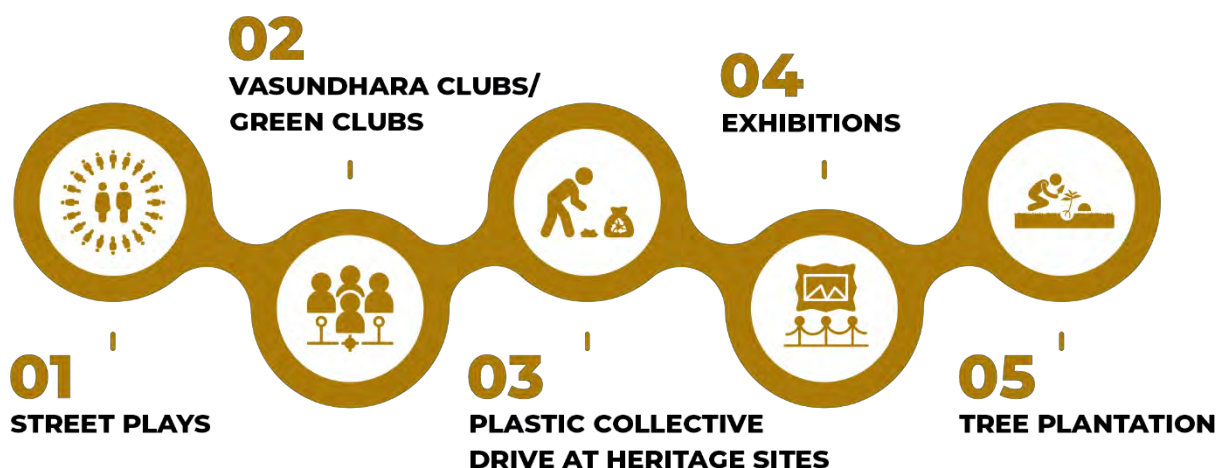 01
STREET PLAYS
02
VASUNDHARA CLUBS/
GREEN CLUBS
03
PLASTIC COLLECTIVE
DRIVE AT HERITAGE SITES
04
EXHIBITIONS
05
TREE PLANTATION